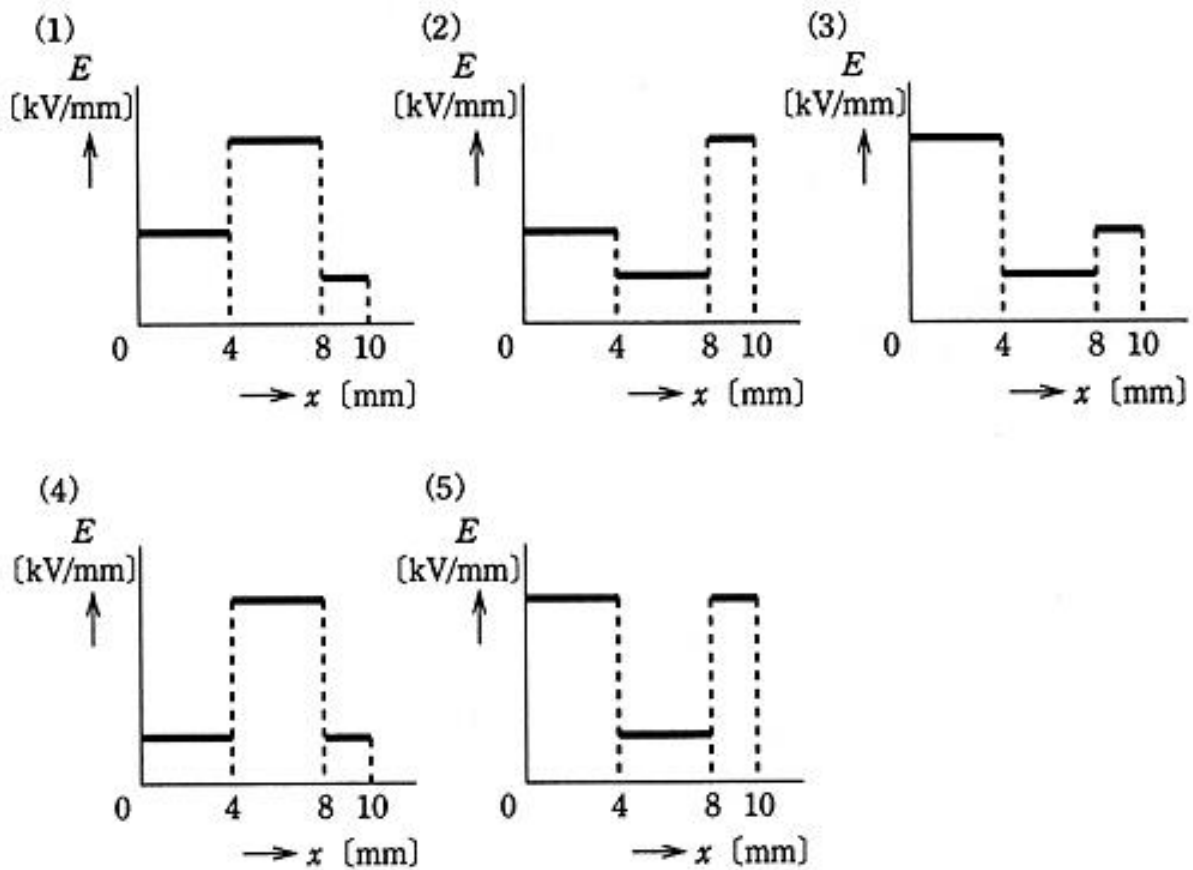 (1) (2) (3)
E E E
〔kV/mm〕 〔kV/mm〕 〔kV/mm〕
0 4 8 10 0 4 8 10 0 4 8 10
→ x 〔mm〕 → x 〔mm〕 → x 〔mm〕
(4) (5)
E E
〔kV/mm〕 〔kV/mm〕
0 4 8 10 0 4 8 10
→ x 〔mm〕 → x 〔mm〕